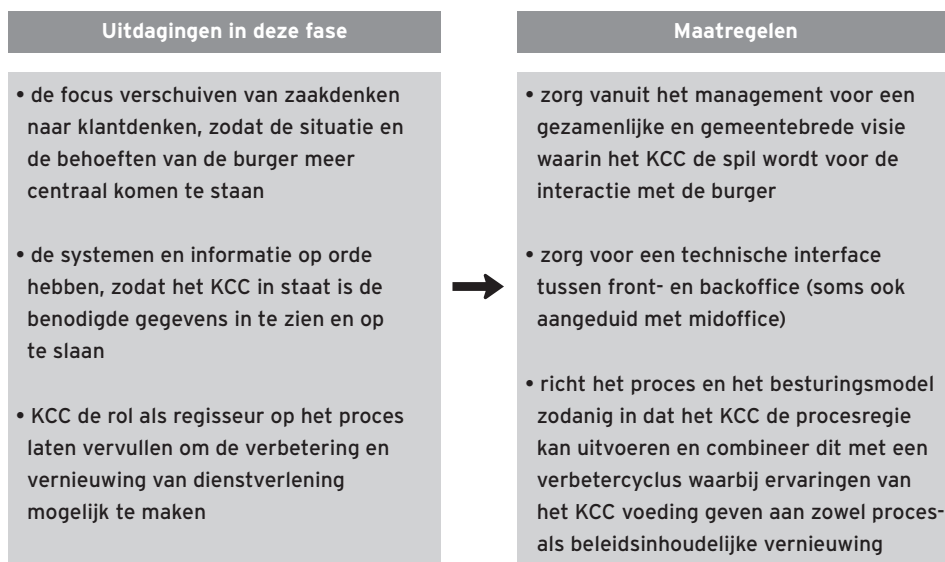 Uitdagingen in deze fase
• de focus verschuiven van zaakdenken
naar klantdenken, zodat de situatie en
de behoeften van de burger meer
centraal komen te staan
• de systemen en informatie op orde
hebben, zodat het KCC in staat is de
benodigde gegevens in te zien en op
te slaan
• KCC de rol als regisseur op het proces
laten vervullen om de verbetering en
vernieuwing van dienstverlening
mogelijk te maken
Maatregelen
• zorg vanuit het management voor een
gezamenlijke en gemeentebrede visie
waarin het KCC de spil wordt voor de
interactie met de burger
• zorg voor een technische interface
tussen front- en backoffice (soms ook
aangeduid met midoffice)
• richt het proces en het besturingsmodel
zodanig in dat het KCC de procesregie
kan uitvoeren en combineer dit met een
verbetercyclus waarbij ervaringen van
het KCC voeding geven aan zowel proces-
als beleidsinhoudelijke vernieuwing